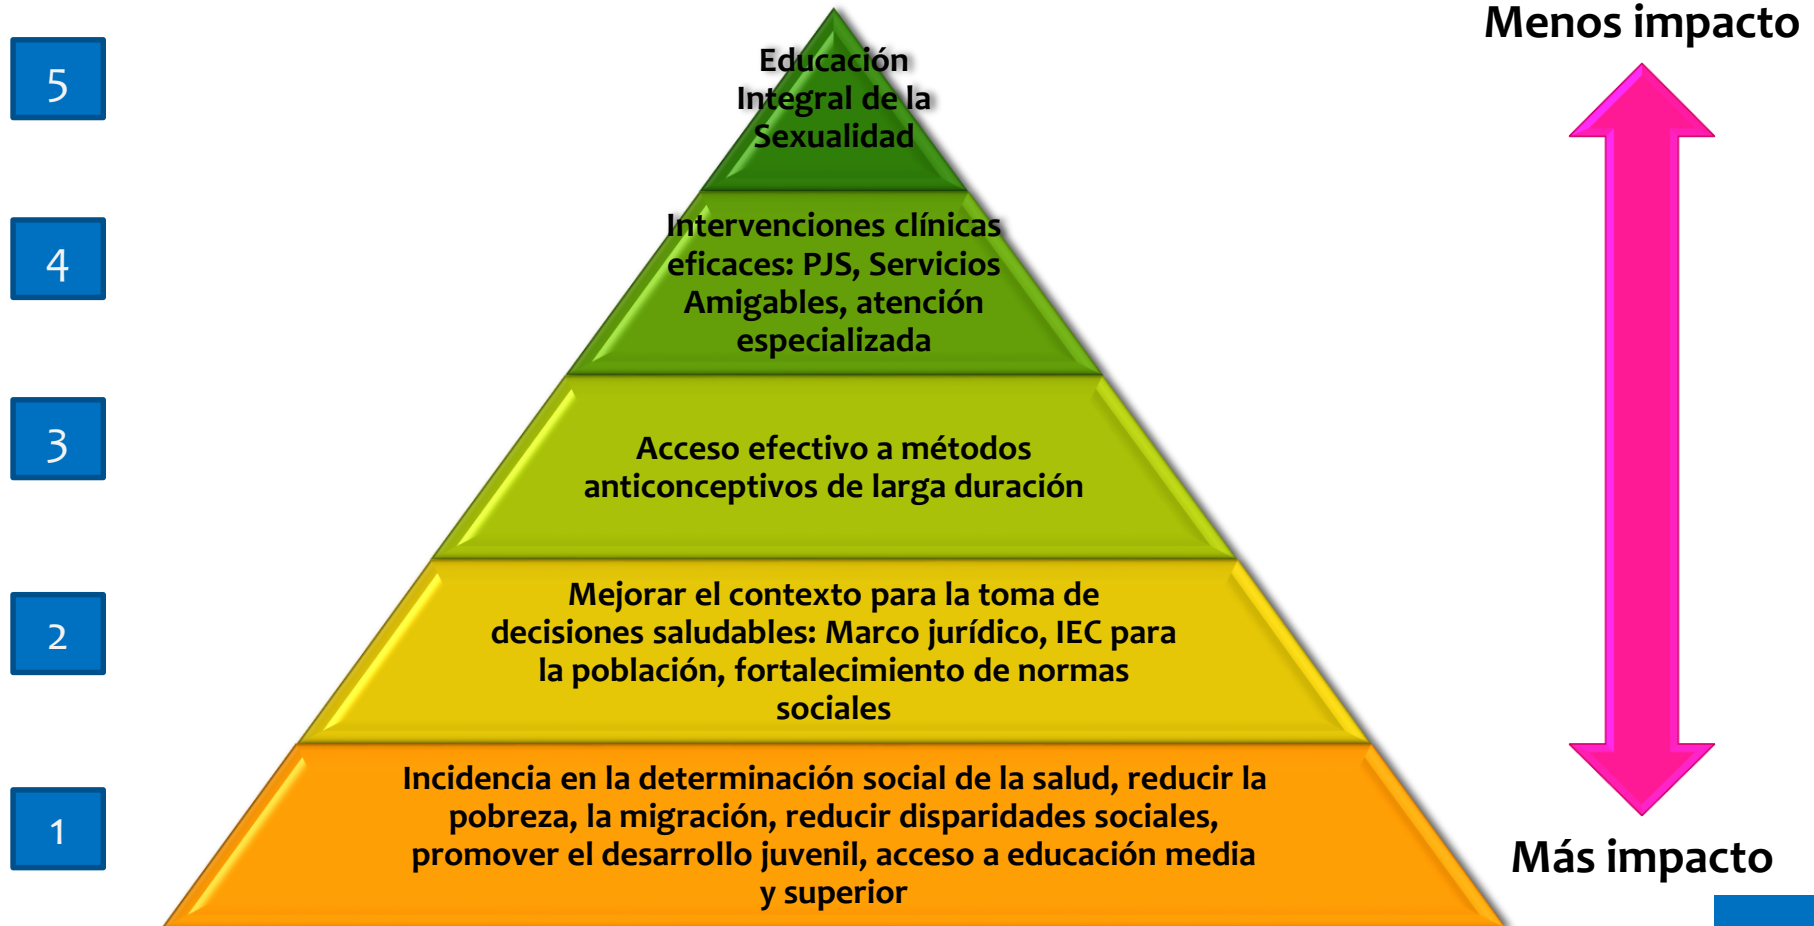 Menos impacto
5
Educación
Integral de la
Sexualidad
4
Intervenciones clínicas
eficaces: PJS, Servicios
Amigables, atención
especializada
3
Acceso efectivo a métodos
anticonceptivos de larga duración
2
Mejorar el contexto para la toma de
decisiones saludables: Marco jurídico, IEC para
la población, fortalecimiento de normas
sociales
1
Incidencia en la determinación social de la salud, reducir la
pobreza, la migración, reducir disparidades sociales,
promover el desarrollo juvenil, acceso a educación media
y superior
Más impacto